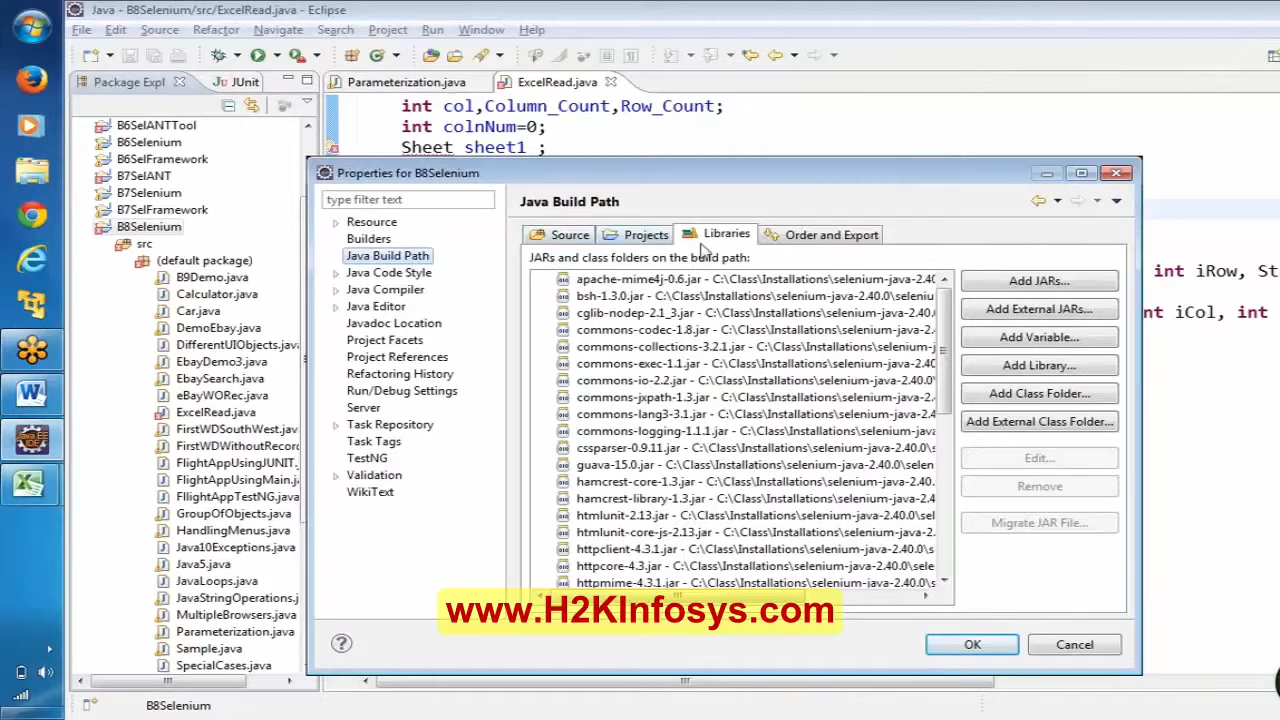 Java - B8Selenium/src/ExcelRead.java - Eclipse
File Edit Source Refactor Navigate Search Project Run Window Help
Package Expl JUnit
Parameterization.java ExcelRead.java
B6SelANTTool
B6Selenium
B6SelFramework
B7SelANT
B7Selenium
B7SelFramework
B8Selenium
src
(default package)
B9Demo.java
Calculator.java
Car.java
DemoEbay.java
DifferentUIObjects.java
EbayDemo3.java
EbaySearch.java
eBayWORec.java
ExcelRead.java
FirstWDSouthWest.java
FirstWDWithoutRecor
FlightAppUsingJUNIT.
FlightAppUsingMain.j
FllightAppTestNG.java
GroupOfObjects.java
HandlingMenus.java
Java10Exceptions.java
Java5.java
JavaLoops.java
JavaStringOperations.j
MultipleBrowsers.java
Parameterization.java
Sample.java
SpecialCases.java
int col,Column_Count,Row_Count;
int colnNum=0;
Sheet sheet1 ;
int iRow, St
nt iCol, int
Properties for B8Selenium
type filter text
Resource
Builders
Java Build Path
Java Code Style
Java Compiler
Java Editor
Javadoc Location
Project Facets
Project References
Refactoring History
Run/Debug Settings
Server
Task Repository
Task Tags
TestNG
Validation
WikiText
Java Build Path
Source Projects Libraries Order and Export
JARs and class folders on the build path:
apache-mime4j-0.6.jar - C:\Class\Installations\selenium-java-2.40
bsh-1.3.0.jar - C:\Class\Installations\selenium-java-2.40.0\seleniu
cglib-nodep-2.1_3.jar - C:\Class\Installations\selenium-java-2.40.
commons-codec-1.8.jar - C:\Class\Installations\selenium-java-2.4
commons-collections-3.2.1.jar - C:\Class\Installations\selenium-j
commons-exec-1.1.jar - C:\Class\Installations\selenium-java-2.40
commons-io-2.2.jar - C:\Class\Installations\selenium-java-2.40.0\
commons-jxpath-1.3.jar - C:\Class\Installations\selenium-java-2.4
commons-lang3-3.1.jar - C:\Class\Installations\selenium-java-2.4
commons-logging-1.1.1.jar - C:\Class\Installations\selenium-java
cssparser-0.9.11.jar - C:\Class\Installations\selenium-java-2.40.0\
guava-15.0.jar - C:\Class\Installations\selenium-java-2.40.0\selen
hamcrest-core-1.3.jar - C:\Class\Installations\selenium-java-2.40
hamcrest-library-1.3.jar - C:\Class\Installations\selenium-java-2.4
htmlunit-2.13.jar - C:\Class\Installations\selenium-java-2.40.0\se
htmlunit-core-js-2.13.jar - C:\Class\Installations\selenium-java-2
httpclient-4.3.1.jar - C:\Class\Installations\selenium-java-2.40.0\s
httpcore-4.3.jar - C:\Class\Installations\selenium-java-2.40.0\sel
httpmime-4.3.1.jar - C:\Class\Installations\selenium-java-2.40.0\
Add JARs...
Add External JARs...
Add Variable...
Add Library...
Add Class Folder...
Add External Class Folder...
Edit...
Remove
Migrate JAR File...
www.H2KInfosys.com
OK Cancel
B8Selenium